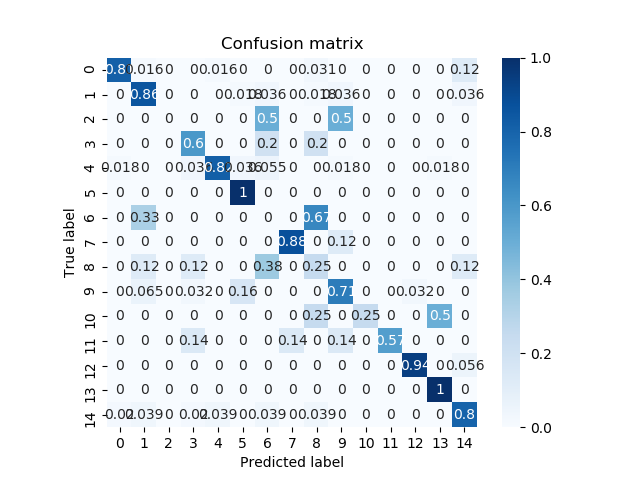 Confusion matrix
True label
0 0.81 0.016 0 0 0.016 0 0 0 0.031 0 0 0 0 0 0.12
1 0 0.86 0 0 0 0.018 0.036 0 0.018 0.036 0 0 0 0 0.036
2 0 0 0 0 0 0 0.5 0 0 0.5 0 0 0 0 0
3 0 0 0 0.6 0 0 0.2 0 0.2 0 0 0 0 0 0
4 0.018 0 0 0.036 0.82 0.036 0.055 0 0 0.018 0 0 0 0.018 0
5 0 0 0 0 0 1 0 0 0 0 0 0 0 0 0
6 0 0.33 0 0 0 0 0 0 0.67 0 0 0 0 0 0
7 0 0 0 0 0 0 0 0.88 0 0.12 0 0 0 0 0
8 0 0.12 0 0.12 0 0 0.38 0 0.25 0 0 0 0 0 0.12
9 0 0.065 0 0.032 0 0.16 0 0 0 0.71 0 0 0.032 0 0
10 0 0 0 0 0 0 0 0 0.25 0 0.25 0 0 0.5 0
11 0 0 0 0.14 0 0 0 0.14 0 0.14 0 0.57 0 0 0
12 0 0 0 0 0 0 0 0 0 0 0 0 0.94 0 0.056
13 0 0 0 0 0 0 0 0 0 0 0 0 0 1 0
14 0.02 0.039 0 0.02 0.039 0 0.039 0 0.039 0 0 0 0 0 0.8
0 1 2 3 4 5 6 7 8 9 10 11 12 13 14
Predicted label
1.0
0.8
0.6
0.4
0.2
0.0